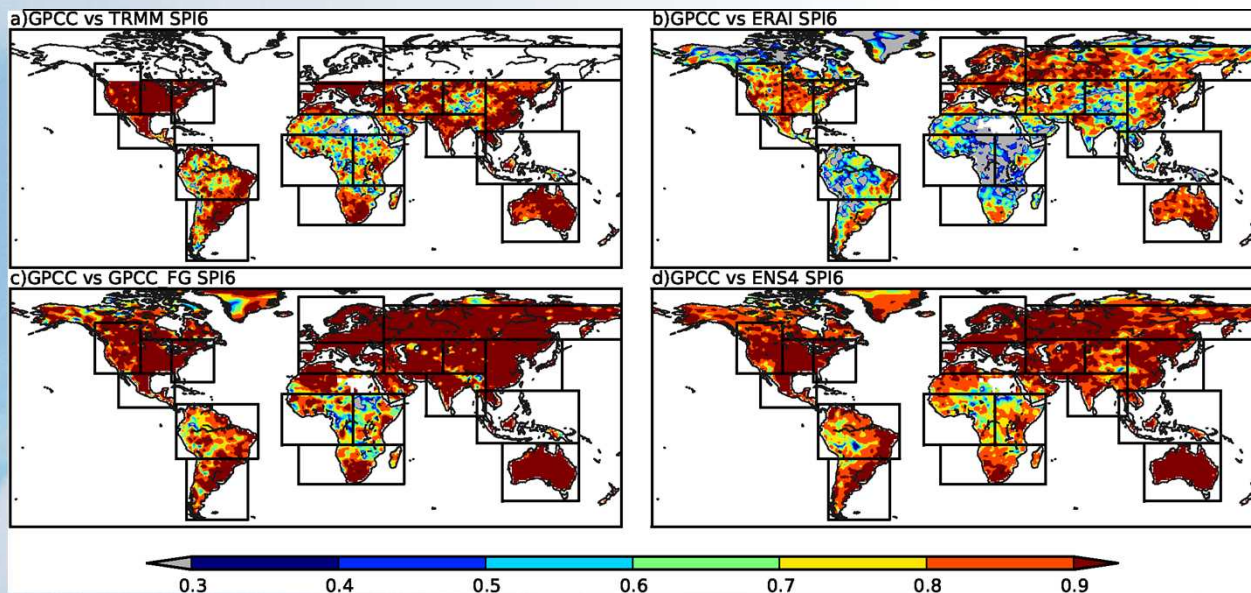 a)GPCC vs TRMM SPI6
b)GPCC vs ERAI SPI6
c)GPCC vs GPCC FG SPI6
d)GPCC vs ENS4 SPI6
0.3 0.4 0.5 0.6 0.7 0.8 0.9